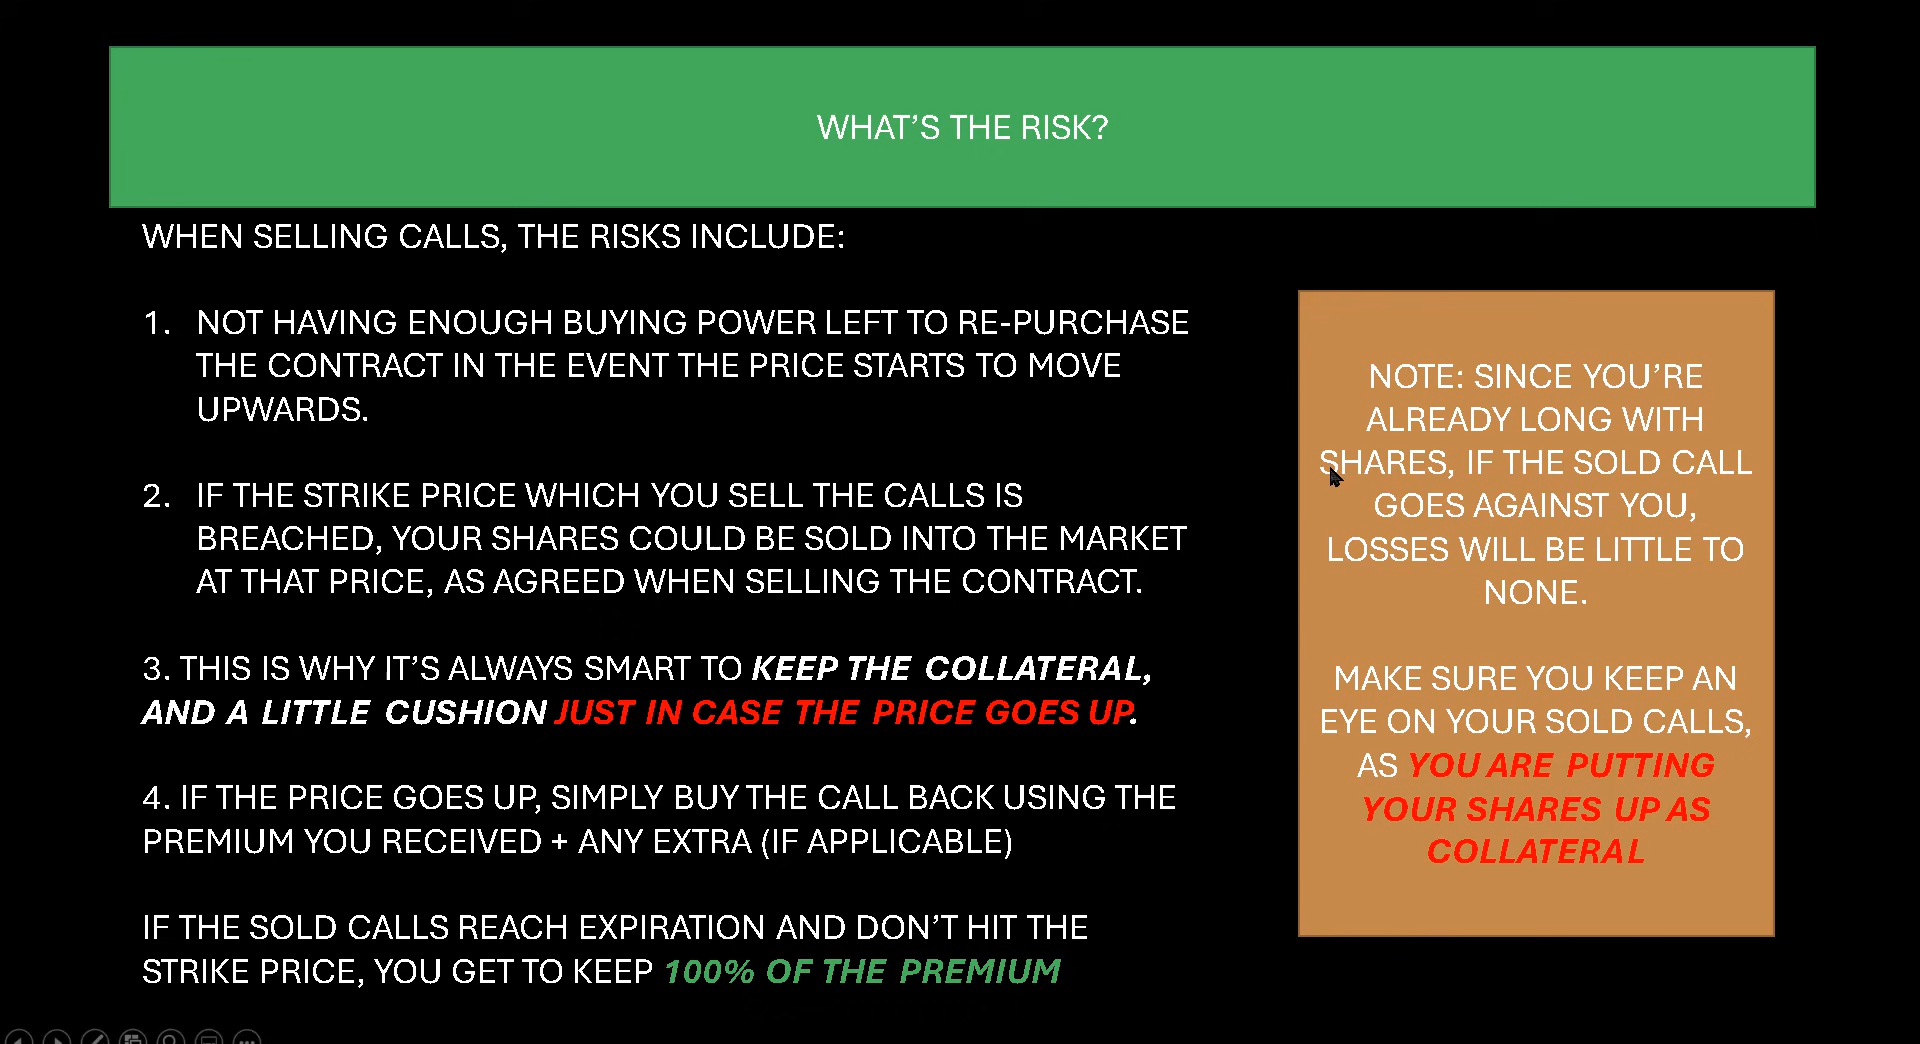 WHAT’S THE RISK?
WHEN SELLING CALLS, THE RISKS INCLUDE:
1. NOT HAVING ENOUGH BUYING POWER LEFT TO RE-PURCHASE
THE CONTRACT IN THE EVENT THE PRICE STARTS TO MOVE
UPWARDS.
2. IF THE STRIKE PRICE WHICH YOU SELL THE CALLS IS
BREACHED, YOUR SHARES COULD BE SOLD INTO THE MARKET
AT THAT PRICE, AS AGREED WHEN SELLING THE CONTRACT.
3. THIS IS WHY IT’S ALWAYS SMART TO KEEP THE COLLATERAL,
AND A LITTLE CUSHION JUST IN CASE THE PRICE GOES UP.
4. IF THE PRICE GOES UP, SIMPLY BUY THE CALL BACK USING THE
PREMIUM YOU RECEIVED + ANY EXTRA (IF APPLICABLE)
IF THE SOLD CALLS REACH EXPIRATION AND DON’T HIT THE
STRIKE PRICE, YOU GET TO KEEP 100% OF THE PREMIUM
NOTE: SINCE YOU’RE
ALREADY LONG WITH
SHARES, IF THE SOLD CALL
GOES AGAINST YOU,
LOSSES WILL BE LITTLE TO
NONE.
MAKE SURE YOU KEEP AN
EYE ON YOUR SOLD CALLS,
AS YOU ARE PUTTING
YOUR SHARES UP AS
COLLATERAL